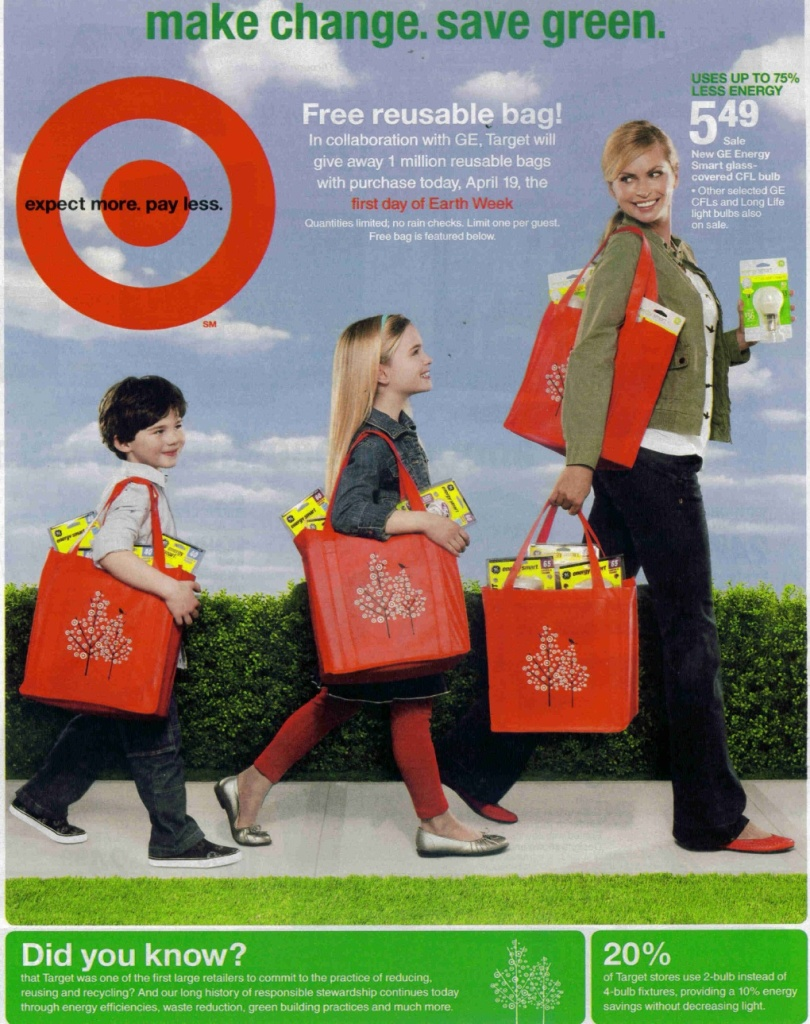 make change. save green.
expect more. pay less.
SM
Free reusable bag!
In collaboration with GE, Target will
give away 1 million reusable bags
with purchase today, April 19, the
first day of Earth Week
Quantities limited; no rain checks. Limit one per guest.
Free bag is featured below.
USES UP TO 75%
LESS ENERGY
5 49
Sale
New GE Energy
Smart glass-
covered CFL bulb
• Other selected GE
CFLs and Long Life
light bulbs also
on sale.
energy smart
energy smart
Did you know?
that Target was one of the first large retailers to commit to the practice of reducing,
reusing and recycling? And our long history of responsible stewardship continues today
through energy efficiencies, waste reduction, green building practices and much more.
20%
of Target stores use 2-bulb instead of
4-bulb fixtures, providing a 10% energy
savings without decreasing light.